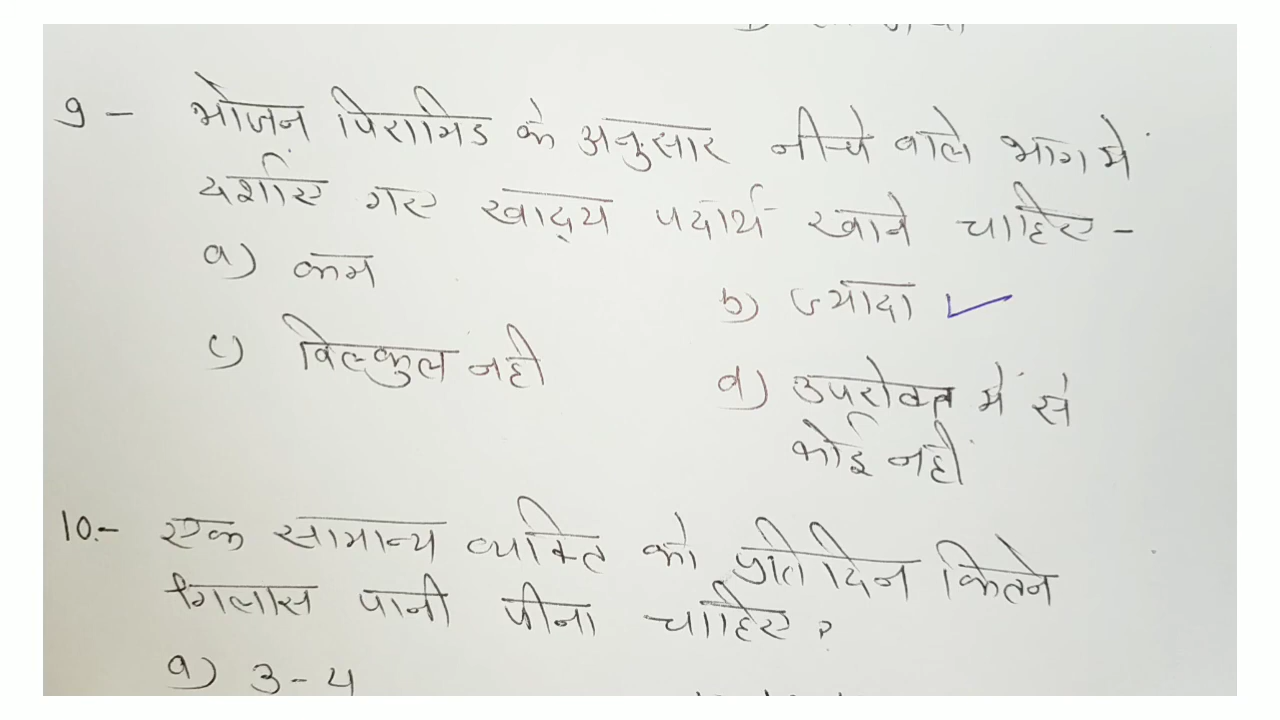 9- भोजन पिरामिड के अनुसार नीचे वाले भाग में
दर्शाए गए खाद्य पदार्थ खाने चाहिए -
a) कम
b) ज्यादा ✓
c) बिल्कुल नही
d) उपरोक्त में से
कोई नहीं
10.- एक सामान्य व्यक्ति को प्रतिदिन कितने
गिलास पानी पीना चाहिए ?
a) 3-4